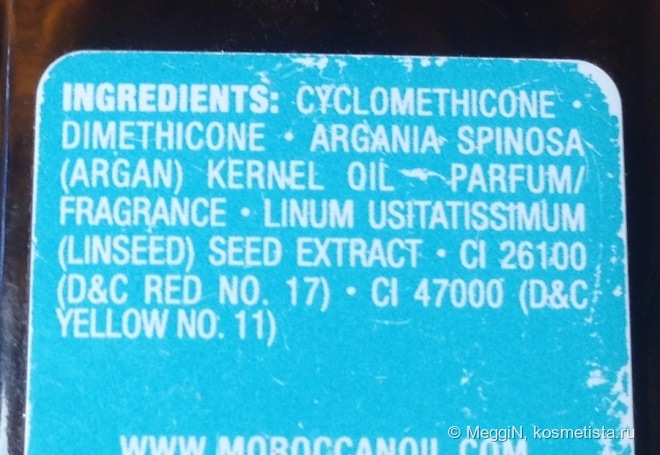 INGREDIENTS: CYCLOMETHICONE •
DIMETHICONE • ARGANIA SPINOSA
(ARGAN) KERNEL OIL • PARFUM/
FRAGRANCE • LINUM USITATISSIMUM
(LINSEED) SEED EXTRACT • CI 26100
(D&C RED NO. 17) • CI 47000 (D&C
YELLOW NO. 11)
WWW.MOROCCANOIL.COM
© MeggiN, kosmetista.ru